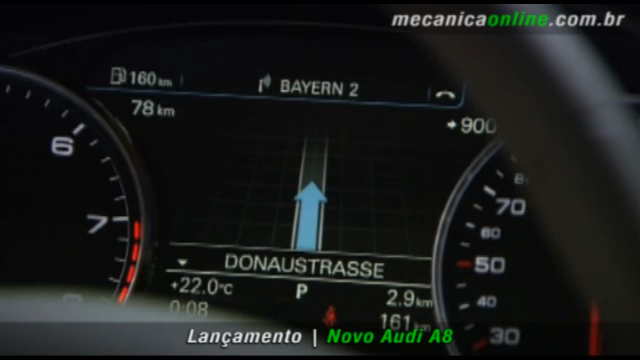 mecanicaonline.com.br
160 km
BAYERN 2
78 km
900
6
7
8
DONAUSTRASSE
+22.0°C
P
2.9 km
0:08
161 km
70
60
50
40
30
Lançamento | Novo Audi A8